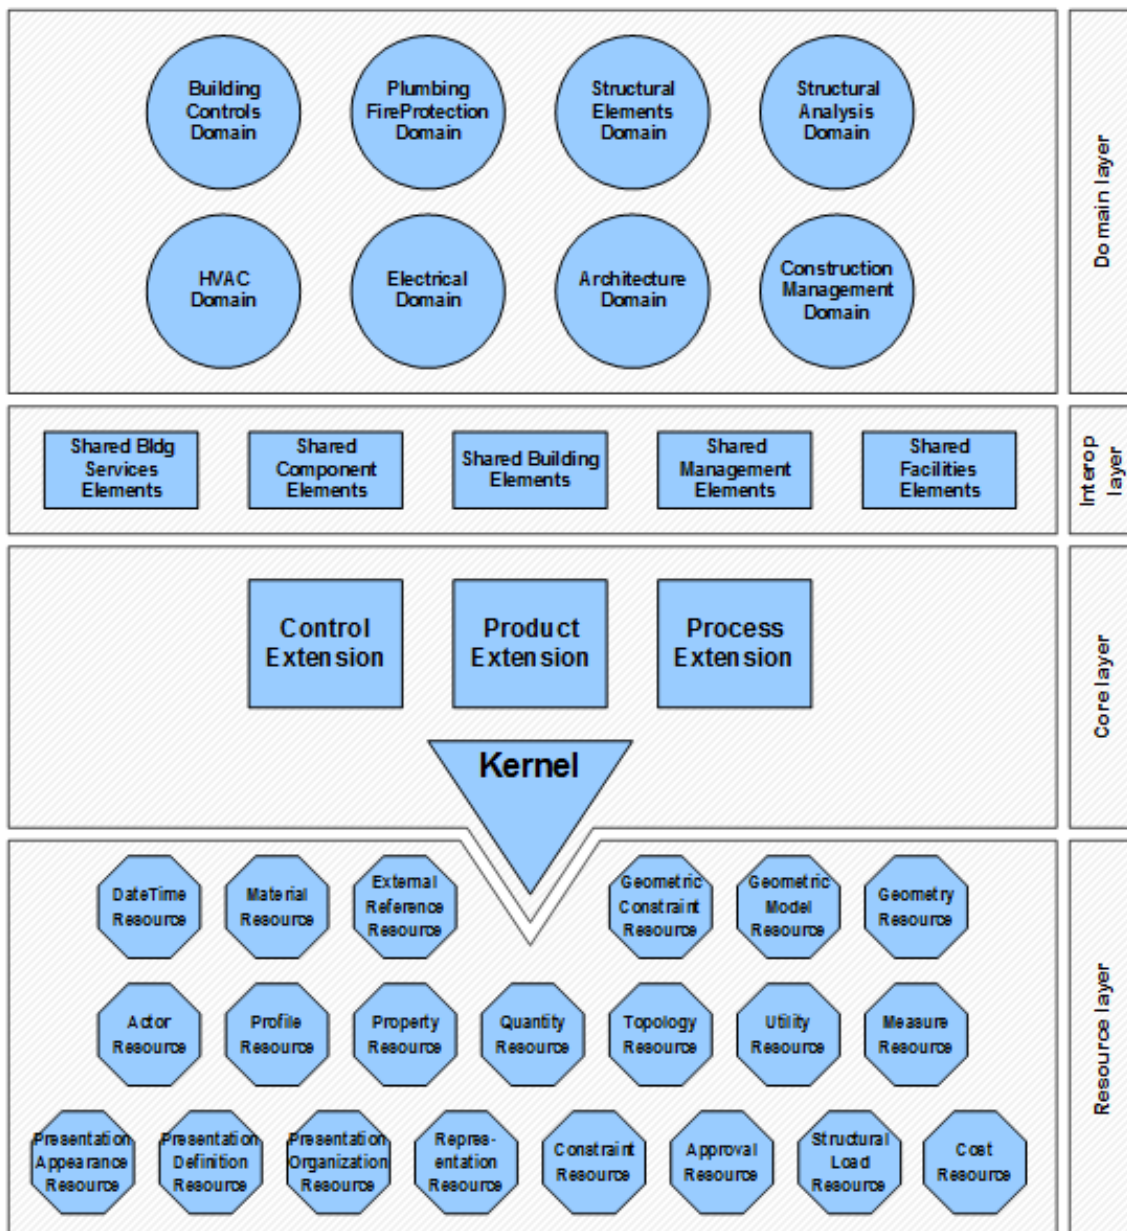 Building
Controls
Domain
Plumbing
FireProtection
Domain
Structural
Elements
Domain
Structural
Analysis
Domain
HVAC
Domain
Electrical
Domain
Architecture
Domain
Construction
Management
Domain
Domain layer
Shared Bldg
Services
Elements
Shared
Component
Elements
Shared Building
Elements
Shared
Management
Elements
Shared
Facilities
Elements
Interop
layer
Control
Extension
Product
Extension
Process
Extension
Kernel
Core layer
DateTime
Resource
Material
Resource
External
Reference
Resource
Geometric
Constraint
Resource
Geometric
Model
Resource
Geometry
Resource
Actor
Resource
Profile
Resource
Property
Resource
Quantity
Resource
Topology
Resource
Utility
Resource
Measure
Resource
Presentation
Appearance
Resource
Presentation
Definition
Resource
Presentation
Organization
Resource
Repres-
entation
Resource
Constraint
Resource
Approval
Resource
Structural
Load
Resource
Cost
Resource
Resource layer